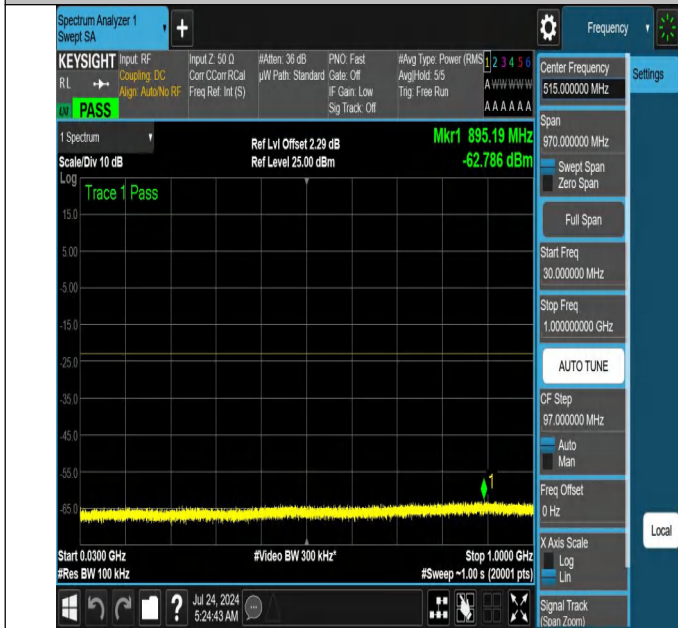 Spectrum Analyzer 1
Swept SA
+
Frequency
KEYSIGHT
RL
PASS
Input: RF
Coupling: DC
Align: Auto/No RF
Input Z: 50 Ω
Corr CCorr RCal
Freq Ref: Int (S)
#Atten: 36 dB
µW Path: Standard
PNO: Fast
Gate: Off
IF Gain: Low
Sig Track: Off
#Avg Type: Power (RMS
Avg|Hold: 5/5
Trig: Free Run
1 2 3 4 5 6
A W W W W W
A A A A A A
1 Spectrum
Scale/Div 10 dB
Ref Lvl Offset 2.29 dB
Ref Level 25.00 dBm
Mkr1 895.19 MHz
-62.786 dBm
Log
Trace 1 Pass
15.0
5.00
-5.00
-15.0
-25.0
-35.0
-45.0
-55.0
-65.0
1
Start 0.0300 GHz
#Res BW 100 kHz
#Video BW 300 kHz*
Stop 1.0000 GHz
#Sweep ~1.00 s (20001 pts)
?
Jul 24, 2024
5:24:43 AM
Center Frequency
515.000000 MHz
Settings
Span
970.000000 MHz
Swept Span
Zero Span
Full Span
Start Freq
30.000000 MHz
Stop Freq
1.000000000 GHz
AUTO TUNE
CF Step
97.000000 MHz
Auto
Man
Freq Offset
0 Hz
Local
X Axis Scale
Log
Lin
Signal Track
(Span Zoom)